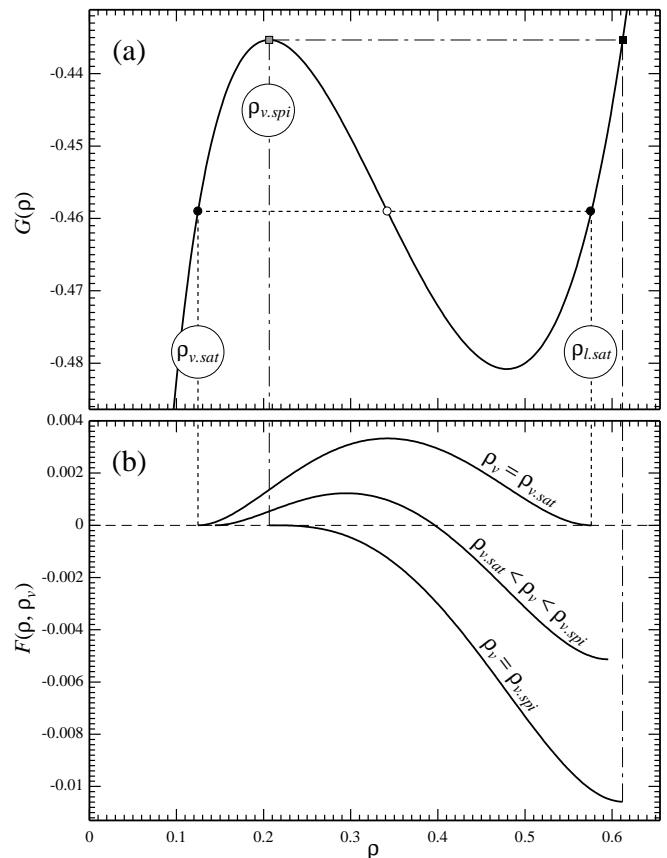 (a)
-0.44
ρv.spi
-0.45
G(ρ)
-0.46
-0.47
ρv.sat
ρl.sat
-0.48
0.004
(b)
0.002
ρv = ρv.sat
0
ρv.sat < ρv < ρv.spi
-0.002
F(ρ, ρv)
-0.004
ρv = ρv.spi
-0.006
-0.008
-0.01
0 0.1 0.2 0.3 0.4 0.5 0.6
ρ